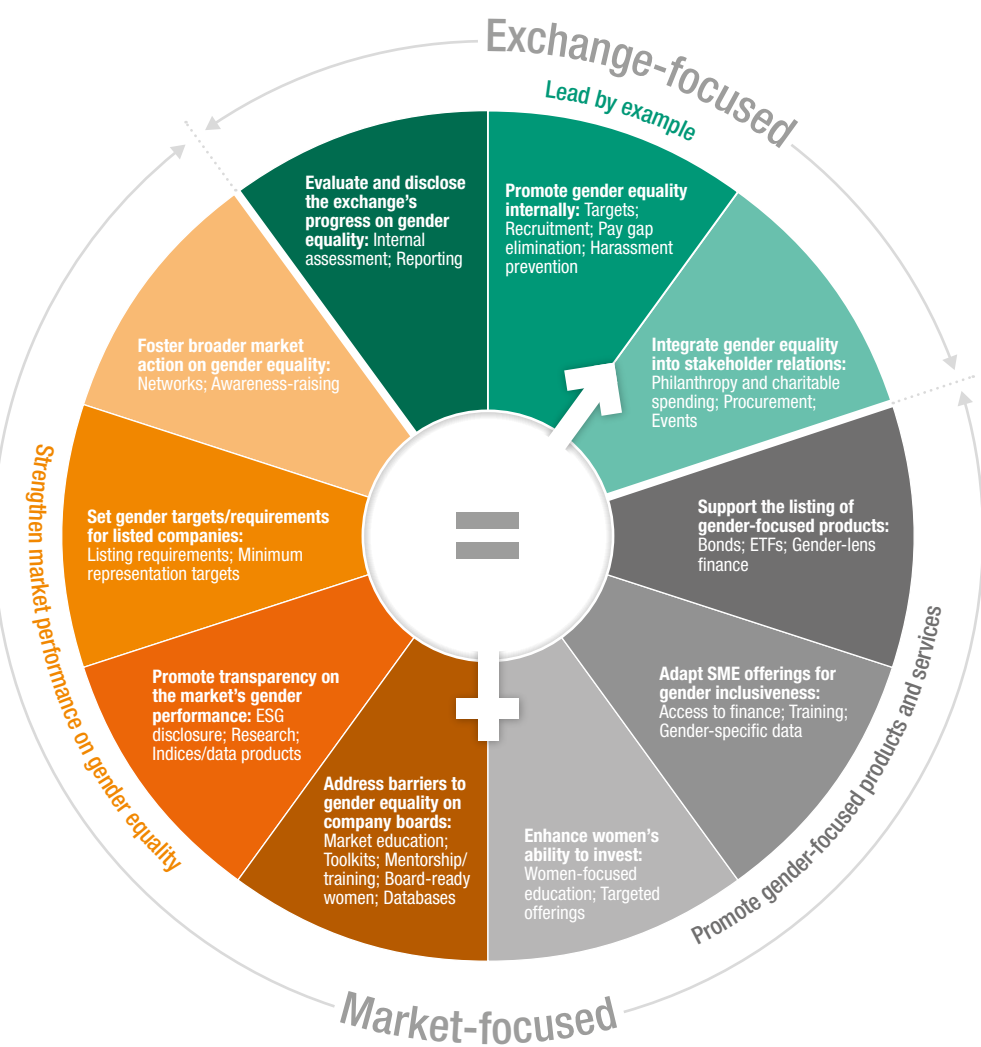 Exchange-focused
Lead by example
Evaluate and disclose
the exchange's
progress on gender
equality: Internal
assessment; Reporting
Promote gender equality
internally: Targets;
Recruitment; Pay gap
elimination; Harassment
prevention
Integrate gender equality
into stakeholder relations:
Philanthropy and charitable
spending; Procurement;
Events
Support the listing of
gender-focused products:
Bonds; ETFs; Gender-lens
finance
Adapt SME offerings for
gender inclusiveness:
Access to finance; Training;
Gender-specific data
Enhance women's
ability to invest:
Women-focused
education; Targeted
offerings
Promote gender-focused products and services
Address barriers to
gender equality on
company boards:
Market education;
Toolkits; Mentorship/
training; Board-ready
women; Databases
Promote transparency on
the market's gender
performance: ESG
disclosure; Research;
Indices/data products
Set gender targets/requirements
for listed companies:
Listing requirements; Minimum
representation targets
Foster broader market
action on gender equality:
Networks; Awareness-raising
Strengthen market performance on gender equality
Market-focused